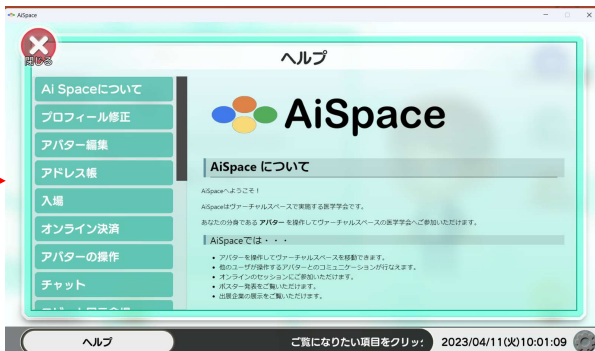 AiSpace
閉じる
ヘルプ
Ai Spaceについて
プロフィール修正
アバター編集
アドレス帳
入場
オンライン決済
アバターの操作
チャット
AiSpace
AiSpace について
AiSpaceへようこそ！
AiSpaceはヴァーチャルスペースで実施する医学学会です。
あなたの分身である アバター を操作してヴァーチャルスペースの医学学会へご参加いただけます。
AiSpaceでは・・・
アバターを操作してヴァーチャルスペースを移動できます。
他のユーザが操作するアバターとのコミュニケーションが行なえます。
オンラインのセッションにご参加いただけます。
ポスター発表をご覧いただけます。
出展企業の展示をご覧いただけます。
ヘルプ
ご覧になりたい項目をクリッ
2023/04/11(火)10:01:09